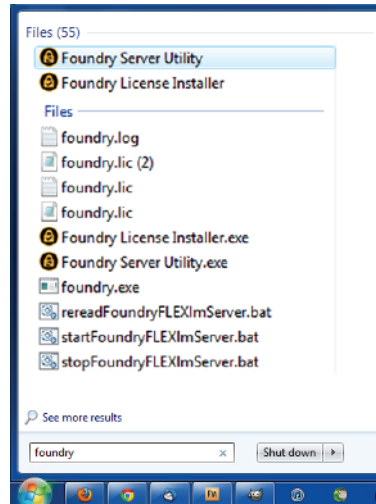 Files (55)
Foundry Server Utility
Foundry License Installer
Files
foundry.log
foundry.lic (2)
foundry.lic
foundry.lic
Foundry License Installer.exe
Foundry Server Utility.exe
foundry.exe
rereadFoundryFLEXlmServer.bat
startFoundryFLEXlmServer.bat
stopFoundryFLEXlmServer.bat
See more results
foundry
Shut down